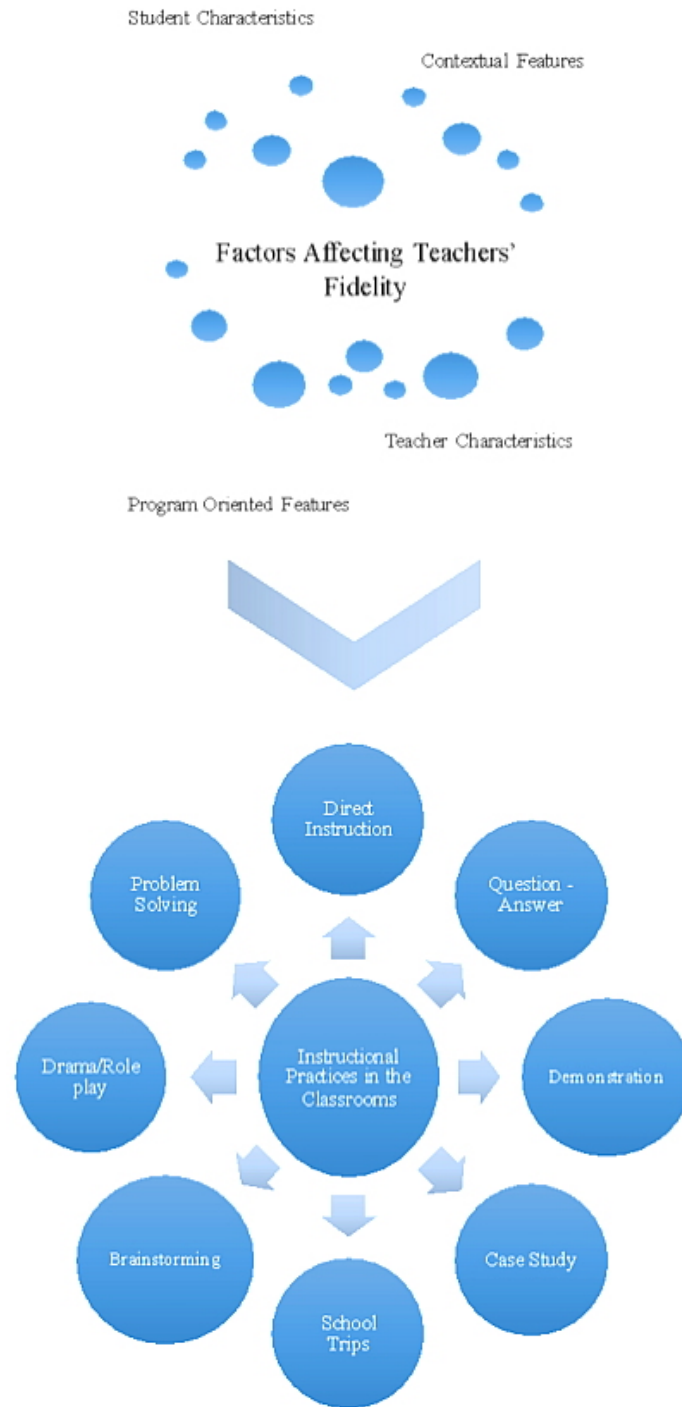 Student Characteristics
Contextual Features
Factors Affecting Teachers'
Fidelity
Teacher Characteristics
Program Oriented Features
Direct
Instruction
Problem
Solving
Question -
Answer
Drama/Role
play
Instructional
Practices in the
Classrooms
Demonstration
Brainstorming
Case Study
School
Trips